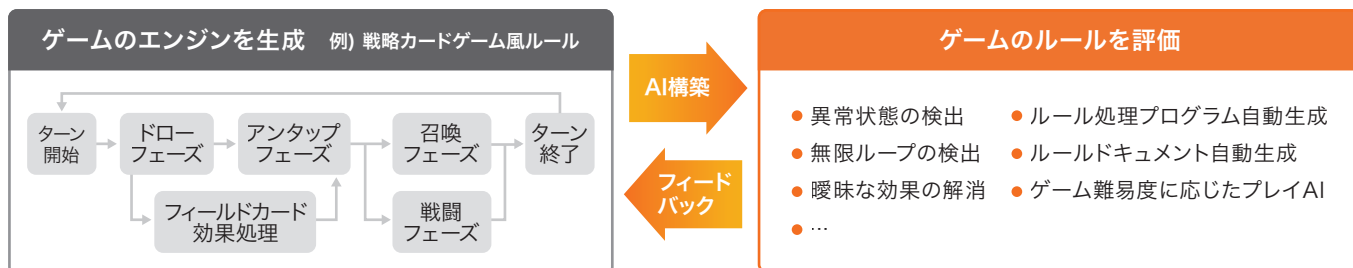 ゲームのエンジンを生成 例) 戦略カードゲーム風ルール
ターン
開始
ドロー
フェーズ
アンタップ
フェーズ
召喚
フェーズ
ターン
終了
フィールドカード
効果処理
戦闘
フェーズ
AI構築
フィード
バック
ゲームのルールを評価
● 異常状態の検出
● 無限ループの検出
● 曖昧な効果の解消
● …
● ルール処理プログラム自動生成
● ルールドキュメント自動生成
● ゲーム難易度に応じたプレイAI